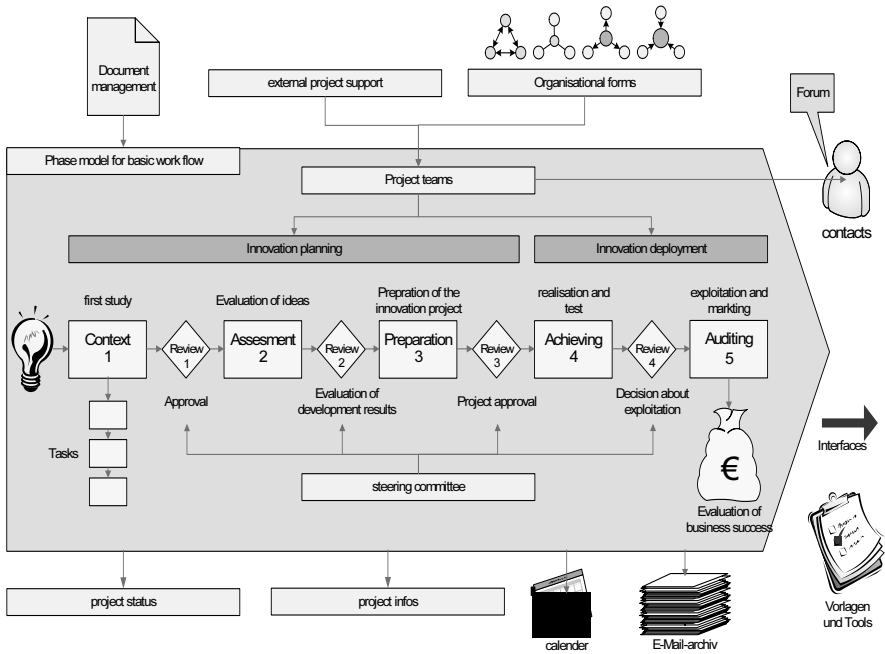 Document
management
external project support
Organisational forms
Forum
contacts
Phase model for basic work flow
Project teams
Innovation planning
Innovation deployment
first study
Evaluation of ideas
Prepration of the
innovation project
realisation and
test
exploitation and
markting
Context
1
Review
1
Assesment
2
Review
2
Preparation
3
Review
3
Achieving
4
Review
4
Auditing
5
Approval
Evaluation of
development results
Project approval
Decision about
exploitation
Tasks
steering committee
€
Evaluation of
business success
Interfaces
project status
project infos
calender
E-Mail-archiv
Vorlagen
und Tools